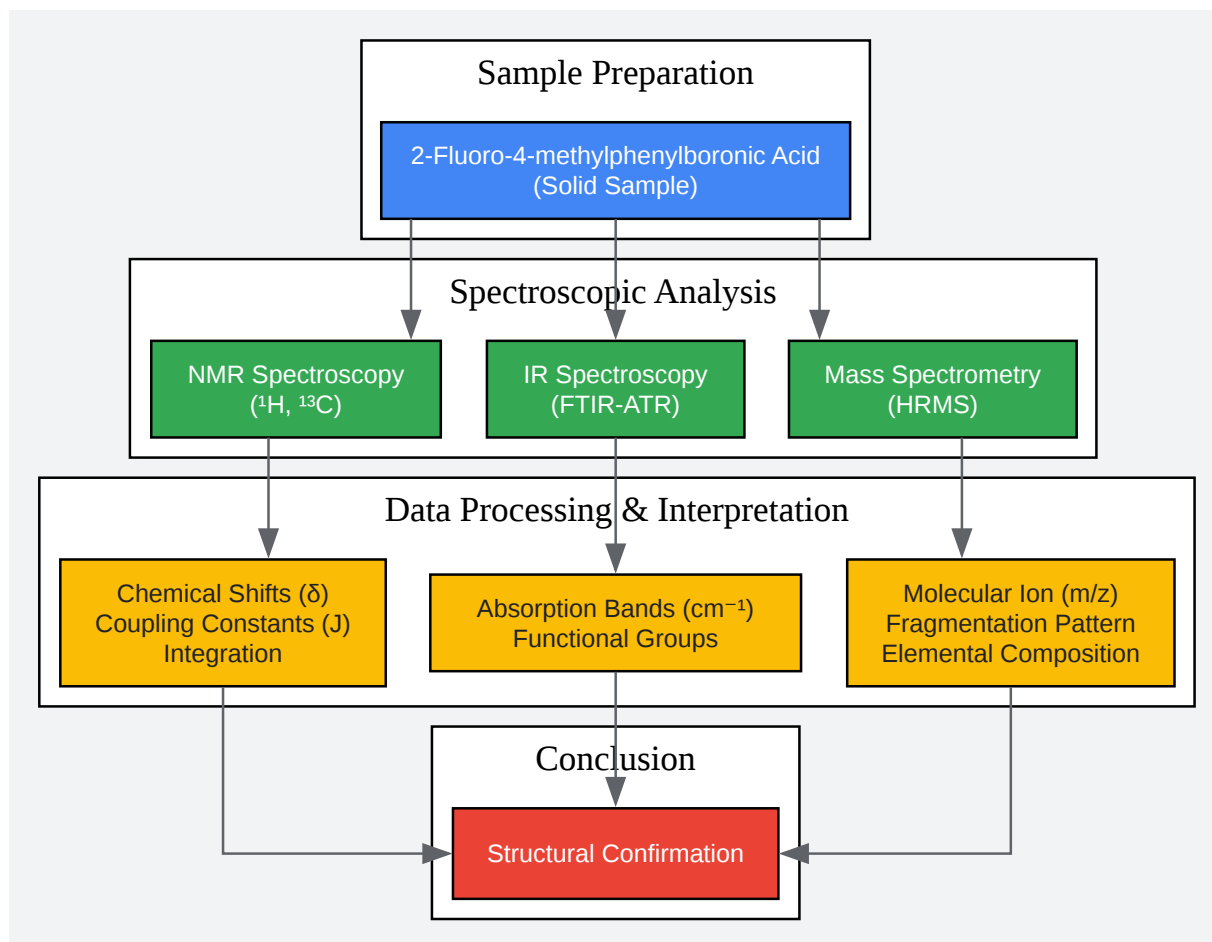 Sample Preparation
2-Fluoro-4-methylphenylboronic Acid
(Solid Sample)
Spectroscopic Analysis
NMR Spectroscopy
(¹H, ¹³C)
IR Spectroscopy
(FTIR-ATR)
Mass Spectrometry
(HRMS)
Data Processing & Interpretation
Chemical Shifts (δ)
Coupling Constants (J)
Integration
Absorption Bands (cm⁻¹)
Functional Groups
Molecular Ion (m/z)
Fragmentation Pattern
Elemental Composition
Conclusion
Structural Confirmation